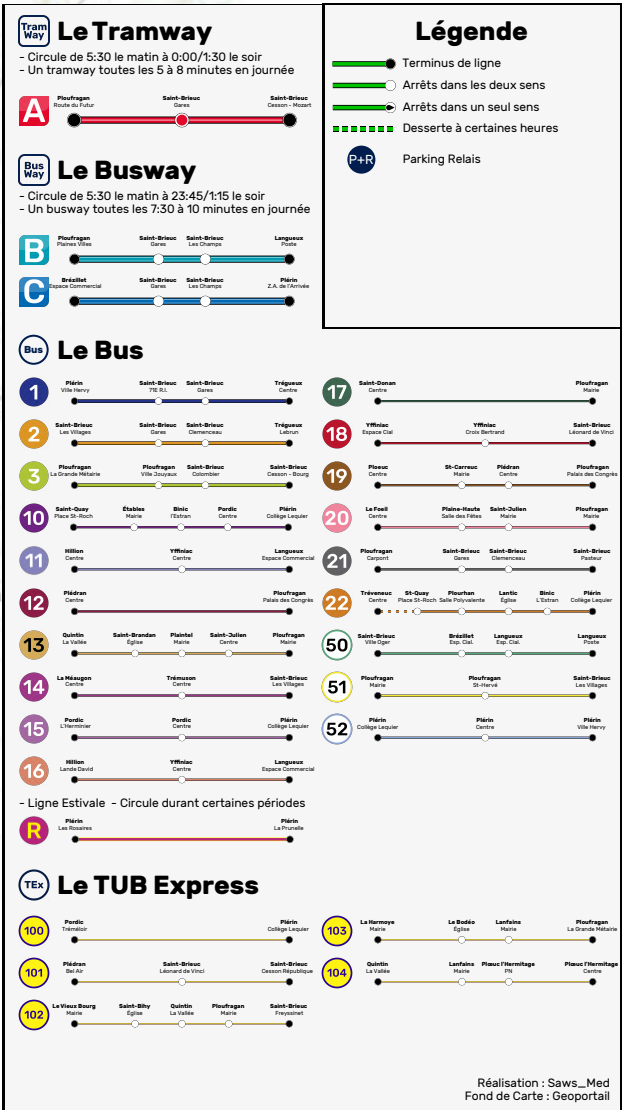 Tram Way Le Tramway
- Circule de 5:30 le matin à 0:00/1:30 le soir
- Un tramway toutes les 5 à 8 minutes en journée
A
Ploufragan Saint-Brieuc Saint-Brieuc
Route du Futur Gares Cesson - Mozart
Bus Way Le Busway
- Circule de 5:30 le matin à 23:45/1:15 le soir
- Un busway toutes les 7:30 à 10 minutes en journée
B
Ploufragan Saint-Brieuc Saint-Brieuc Langueux
Plaines Villes Gares Les Champs Poste
C
Brézillet Saint-Brieuc Saint-Brieuc Plérin
Espace Commercial Gares Les Champs Z.A. de l'Arrivée
Légende
Terminus de ligne
Arrêts dans les deux sens
Arrêts dans un seul sens
Desserte à certaines heures
P+R Parking Relais
Bus Le Bus
1
Plérin Saint-Brieuc Saint-Brieuc Trégueux
Ville Hervy 71E R.I. Gares Centre
2
Saint-Brieuc Saint-Brieuc Saint-Brieuc Trégueux
Les Villages Gares Clemenceau Lebrun
3
Ploufragan Ploufragan Saint-Brieuc Saint-Brieuc
La Grande Métairie Ville Jouyaux Colombier Cesson - Bourg
10
Saint-Quay Étables Binic Pordic Plérin
Place St-Roch Mairie l'Estran Centre Collège Lequier
11
Hillion Yffiniac Langueux
Centre Centre Espace Commercial
12
Plédran Ploufragan
Centre Palais des Congrès
13
Quintin Saint-Brandan Plaintel Saint-Julien Ploufragan
La Vallée Église Mairie Centre Mairie
14
La Méaugon Trémuson Saint-Brieuc
Centre Centre Les Villages
15
Pordic Pordic Plérin
L'Herminier Centre Collège Lequier
16
Hillion Yffiniac Langueux
Lande David Centre Espace Commercial
- Ligne Estivale - Circule durant certaines périodes
R
Plérin Plérin
Les Rosaires La Prunelle
17
Saint-Donan Ploufragan
Centre Mairie
18
Yffiniac Yffiniac Saint-Brieuc
Espace Clal Croix Bertrand Léonard de Vinci
19
Ploeuc St-Carreuc Plédran Ploufragan
Centre Mairie Centre Palais des Congrès
20
Le Foeil Plaine-Haute Saint-Julien Ploufragan
Centre Salle des Fêtes Mairie Mairie
21
Ploufragan Saint-Brieuc Saint-Brieuc Saint-Brieuc
Carpont Gares Clemenceau Pasteur
22
Tréveneuc St-Quay Plourhan Lantic Binic Plérin
Centre Place St-Roch Salle Polyvalente Église L'Estran Collège Lequier
50
Saint-Brieuc Brézillet Langueux Langueux
Ville Oger Esp. Clal. Esp. Clal. Poste
51
Ploufragan Ploufragan Saint-Brieuc
Mairie St-Hervé Les Villages
52
Plérin Plérin Plérin
Collège Lequier Centre Ville Hervy
TEx Le TUB Express
100
Pordic Plérin
Tréméloir Collège Lequier
101
Plédran Saint-Brieuc Saint-Brieuc
Bel Air Léonard de Vinci Cesson République
102
Le Vieux Bourg Saint-Bihy Quintin Ploufragan Saint-Brieuc
Mairie Église La Vallée Mairie Freyssinet
103
La Harmoye Le Bodéo Lanfains Ploufragan
Mairie Église Mairie La Grande Métairie
104
Quintin Lanfains Plœuc l'Hermitage Plœuc l'Hermitage
La Vallée Mairie PN Centre
Réalisation : Saws_Med
Fond de Carte : Geoportail